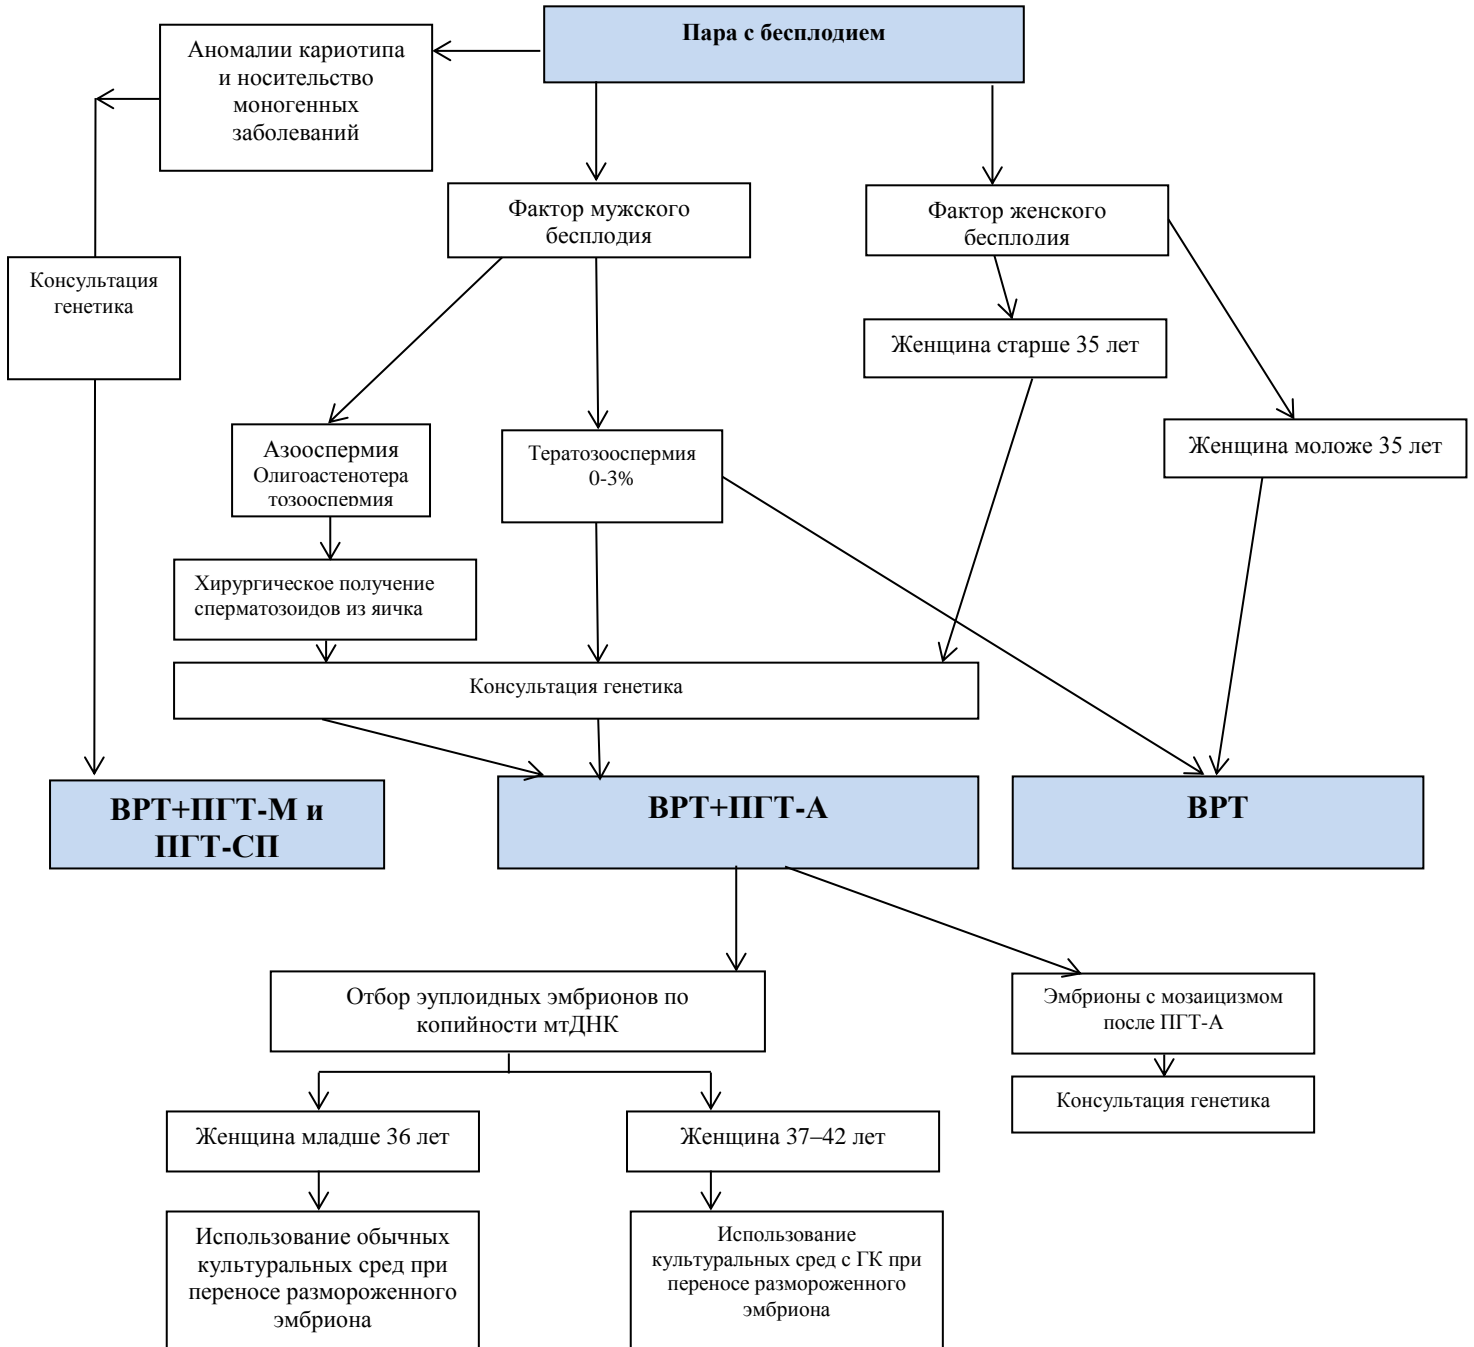 Пара с бесплодием
Аномалии кариотипа
и носительство
моногенных
заболеваний
Фактор мужского
бесплодия
Фактор женского
бесплодия
Консультация
генетика
Женщина старше 35 лет
Женщина моложе 35 лет
Азооспермия
Олигоастенотера
тозооспермия
Тератозооспермия
0-3%
Хирургическое получение
сперматозоидов из яичка
Консультация генетика
ВРТ+ПГТ-М и
ПГТ-СП
ВРТ+ПГТ-А
ВРТ
Отбор эуплоидных эмбрионов по
копийности мтДНК
Эмбрионы с мозаицизмом
после ПГТ-А
Консультация генетика
Женщина младше 36 лет
Женщина 37–42 лет
Использование обычных
культуральных сред при
переносе размороженного
эмбриона
Использование
культуральных сред с ГК при
переносе размороженного
эмбриона